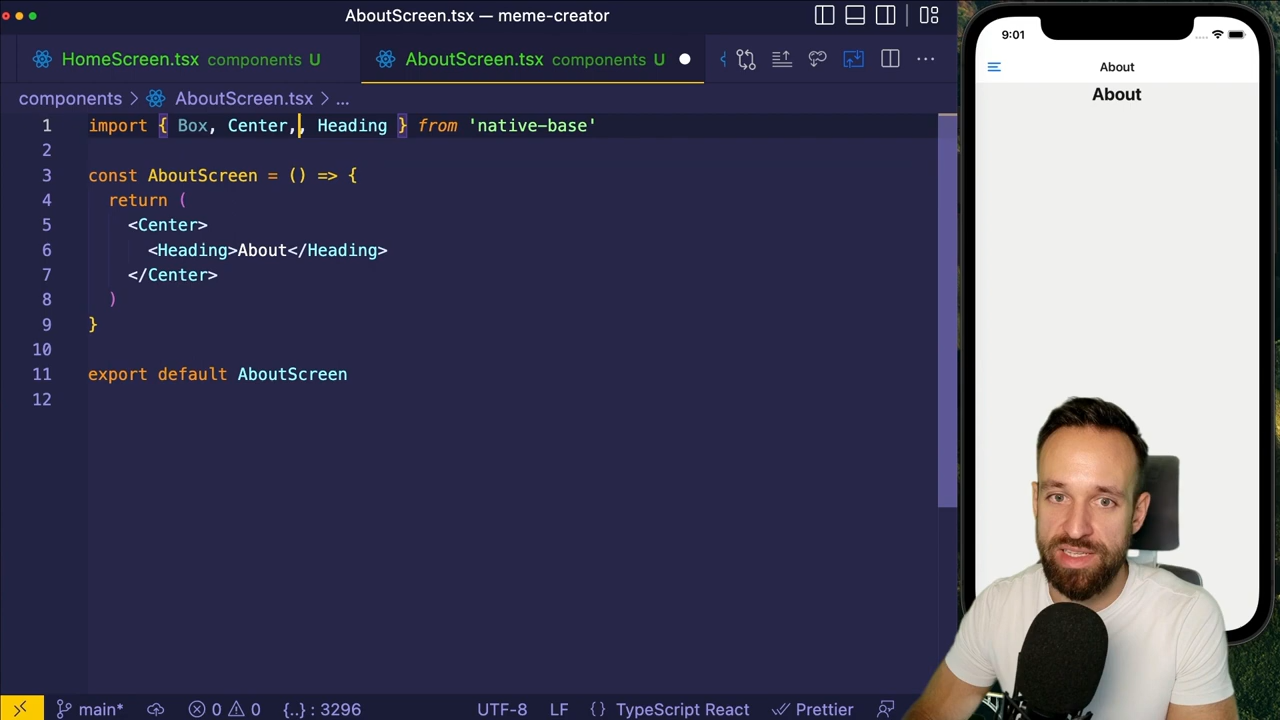 AboutScreen.tsx — meme-creator
HomeScreen.tsx components U
AboutScreen.tsx components U
components > AboutScreen.tsx > ...
1 import { Box, Center,, Heading } from 'native-base'
2
3 const AboutScreen = () => {
4 return (
5 <Center>
6 <Heading>About</Heading>
7 </Center>
8 )
9 }
10
11 export default AboutScreen
12
main* 0 0 {..} : 3296 UTF-8 LF {} TypeScript React Prettier
9:01
About
About